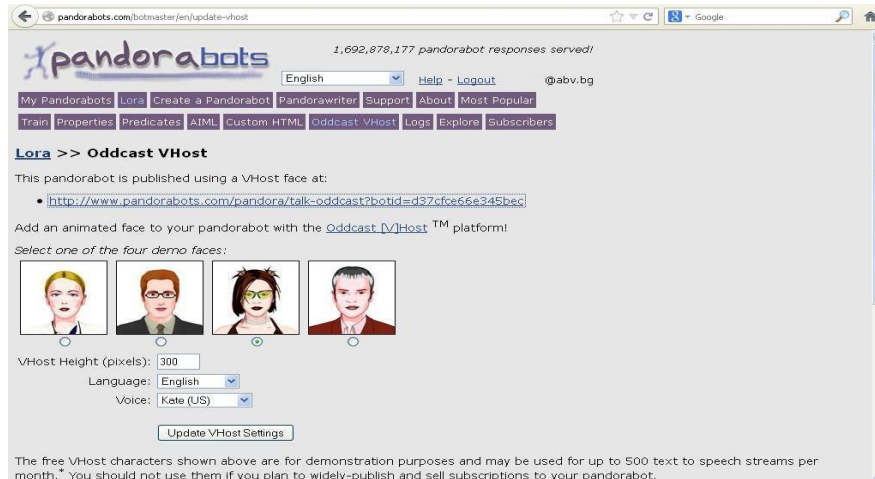 pandorabots.com/botmaster/en/update-vhost
Google
pandorabots
1,692,878,177 pandorabot responses served!
English Help - Logout @abv.bg
My Pandorabots Lora Create a Pandorabot Pandorawriter Support About Most Popular
Train Properties Predicates AIML Custom HTML Oddcast VHost Logs Explore Subscribers
Lora >> Oddcast VHost
This pandorabot is published using a VHost face at:
• http://www.pandorabots.com/pandora/talk-oddcast?botid=d37cfce66e345bec
Add an animated face to your pandorabot with the Oddcast [V]Host TM platform!
Select one of the four demo faces:
VHost Height (pixels): 300
Language: English
Voice: Kate (US)
Update VHost Settings
The free VHost characters shown above are for demonstration purposes and may be used for up to 500 text to speech streams per
month.* You should not use them if you plan to widely-publish and sell subscriptions to your pandorabot.